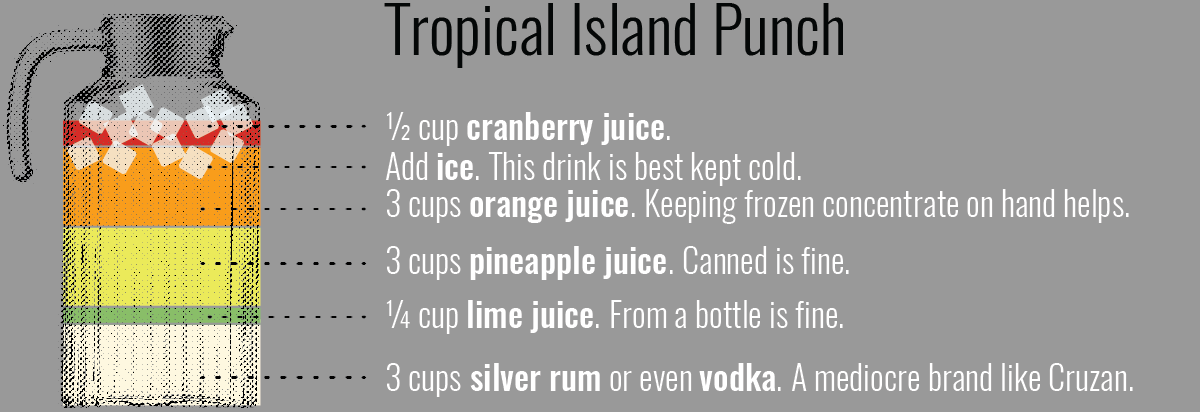 Tropical Island Punch
½ cup cranberry juice.
Add ice. This drink is best kept cold.
3 cups orange juice. Keeping frozen concentrate on hand helps.
3 cups pineapple juice. Canned is fine.
¼ cup lime juice. From a bottle is fine.
3 cups silver rum or even vodka. A mediocre brand like Cruzan.